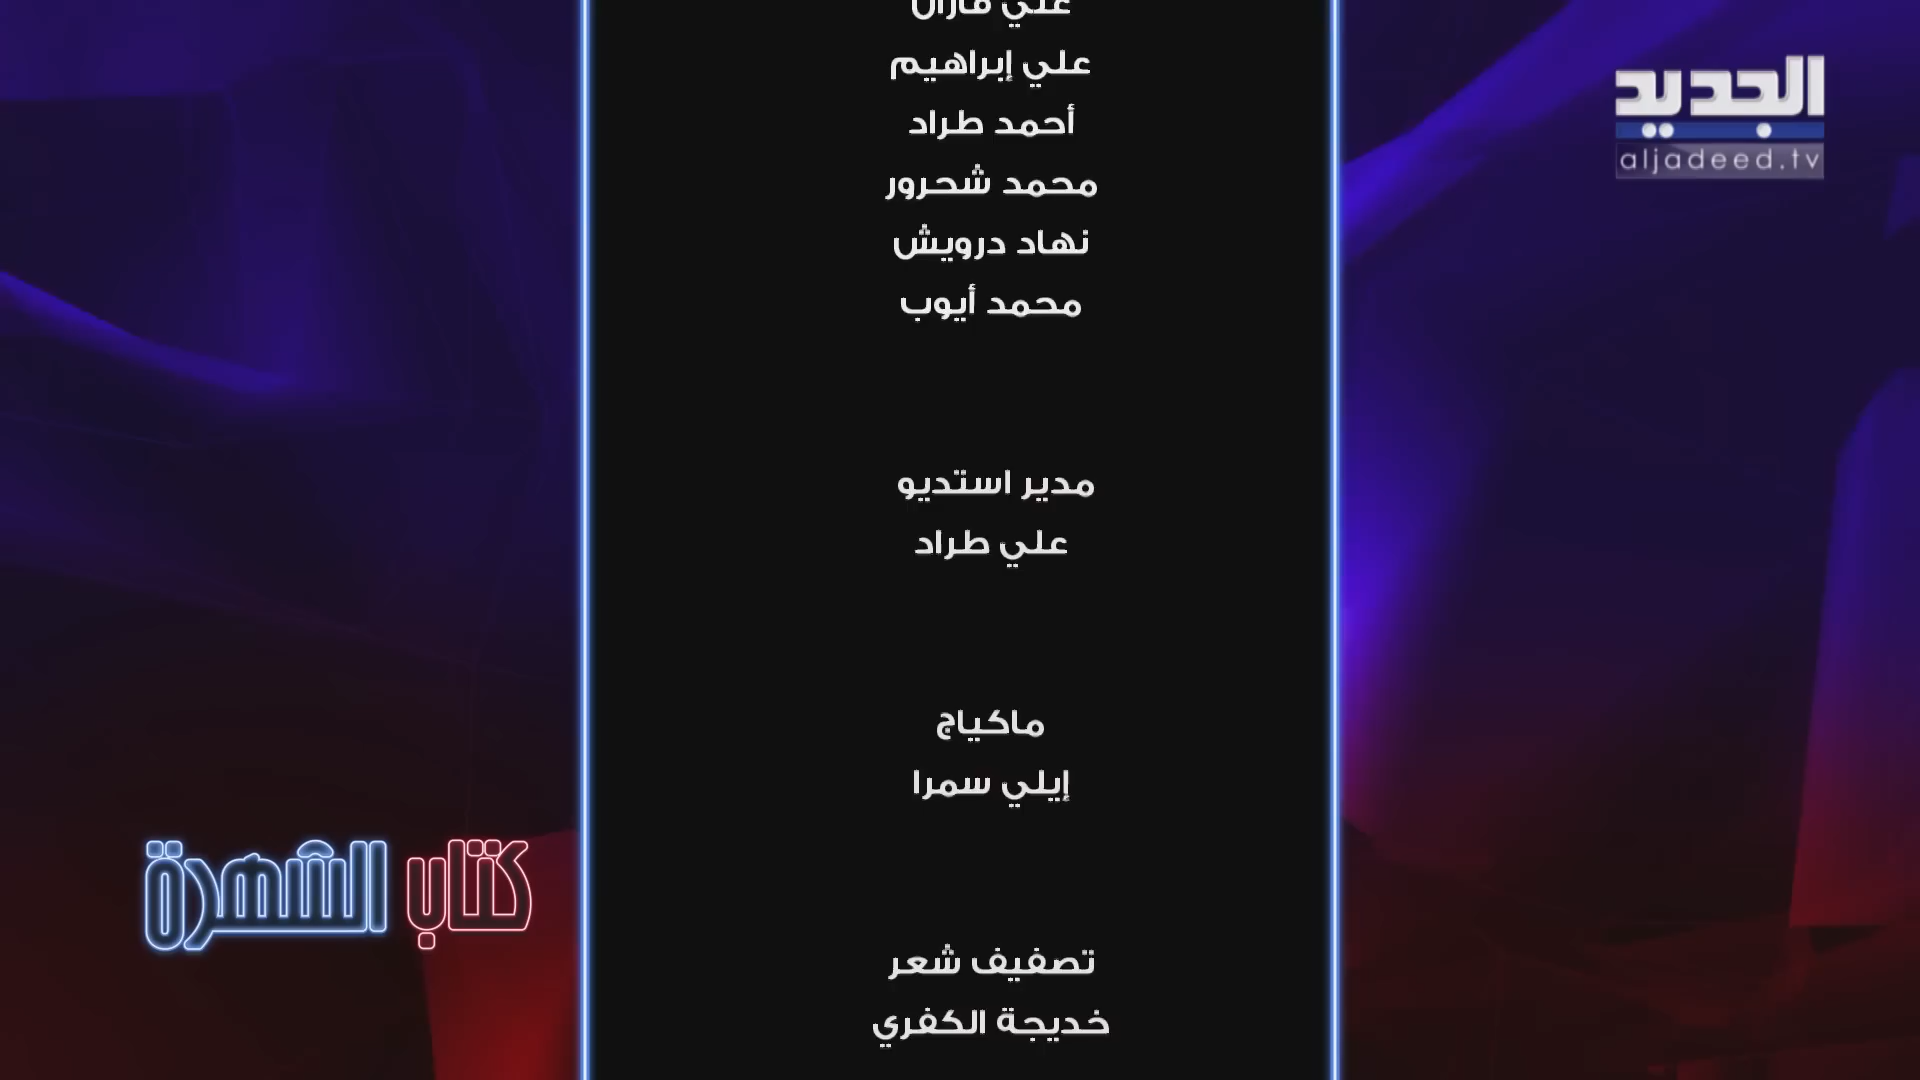 علي
علي إبراهيم
أحمد طراد
محمد شحرور
نهاد درويش
محمد أيوب
مدير استديو
علي طراد
ماكياج
إيلي سمرا
تصفيف شعر
خديجة الكفري
الجديد
aljadeed.tv
كتاب الشهرة